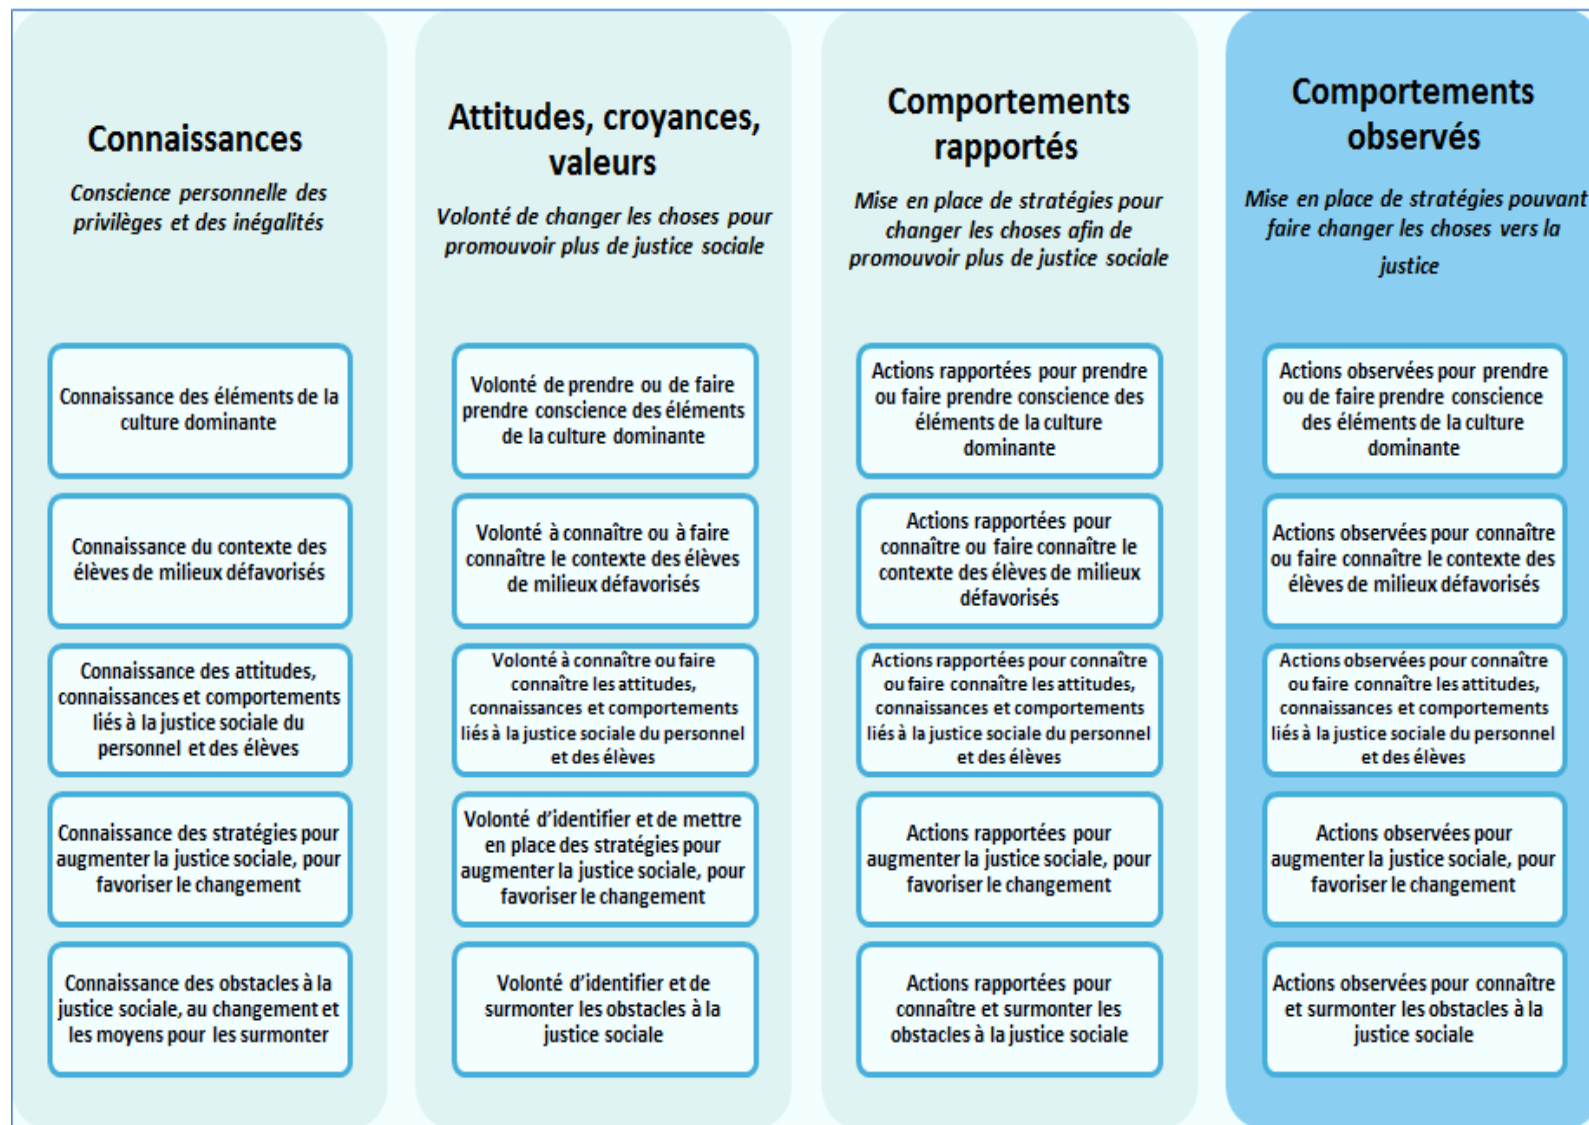 Connaissances
Conscience personnelle des
privilèges et des inégalités
Connaissance des éléments de la
culture dominante
Connaissance du contexte des
élèves de milieux défavorisés
Connaissance des attitudes,
connaissances et comportements
liés à la justice sociale du
personnel et des élèves
Connaissance des stratégies pour
augmenter la justice sociale, pour
favoriser le changement
Connaissance des obstacles à la
justice sociale, au changement et
les moyens pour les surmonter
Attitudes, croyances,
valeurs
Volonté de changer les choses pour
promouvoir plus de justice sociale
Volonté de prendre ou de faire
prendre conscience des éléments
de la culture dominante
Volonté à connaître ou à faire
connaître le contexte des élèves
de milieux défavorisés
Volonté à connaître ou faire
connaître les attitudes,
connaissances et comportements
liés à la justice sociale du personnel
et des élèves
Volonté d'identifier et de mettre
en place des stratégies pour
augmenter la justice sociale, pour
favoriser le changement
Volonté d'identifier et de
surmonter les obstacles à la
justice sociale
Comportements
rapportés
Mise en place de stratégies pour
changer les choses afin de
promouvoir plus de justice sociale
Actions rapportées pour prendre
ou faire prendre conscience des
éléments de la culture
dominante
Actions rapportées pour
connaître ou faire connaître le
contexte des élèves de milieux
défavorisés
Actions rapportées pour connaître
ou faire connaître les attitudes,
connaissances et comportements
liés à la justice sociale du personnel
et des élèves
Actions rapportées pour
augmenter la justice sociale, pour
favoriser le changement
Actions rapportées pour
connaître et surmonter les
obstacles à la justice sociale
Comportements
observés
Mise en place de stratégies pouvant
faire changer les choses vers la
justice
Actions observées pour prendre
ou de faire prendre conscience
des éléments de la culture
dominante
Actions observées pour connaître
ou faire connaître le contexte des
élèves de milieux défavorisés
Actions observées pour connaître
ou faire connaître les attitudes,
connaissances et comportements
liés à la justice sociale du personnel
et des élèves
Actions observées pour
augmenter la justice sociale, pour
favoriser le changement
Actions observées pour connaître
et surmonter les obstacles à la
justice sociale